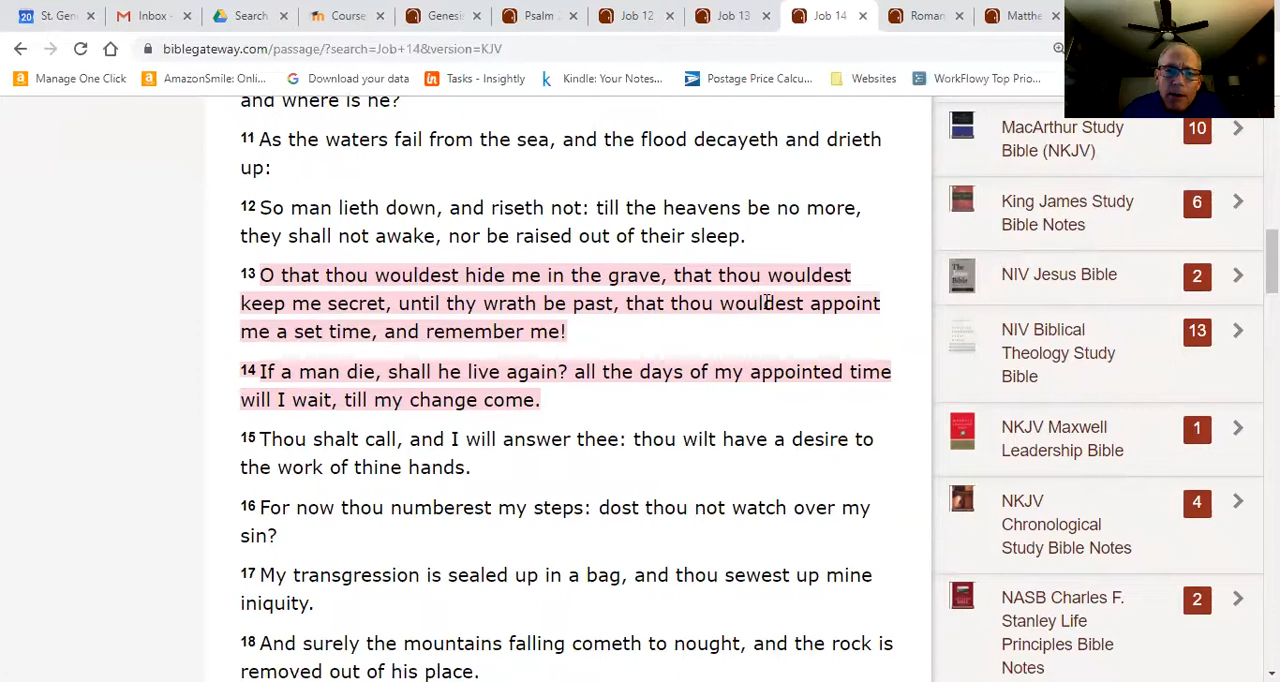 20 St. Gen
Inbox -
Search
Course
Genesi
Psalm
Job 12
Job 13
Job 14
Roman
Matthe
biblegateway.com/passage/?search=Job+14&version=KJV
Manage One Click
AmazonSmile: Onli...
Download your data
Tasks - Insightly
Kindle: Your Notes...
Postage Price Calcu...
Websites
WorkFlowy Top Prio...
and where is he?
11 As the waters fail from the sea, and the flood decayeth and drieth
up:
12 So man lieth down, and riseth not: till the heavens be no more,
they shall not awake, nor be raised out of their sleep.
13 O that thou wouldest hide me in the grave, that thou wouldest
keep me secret, until thy wrath be past, that thou wouldest appoint
me a set time, and remember me!
14 If a man die, shall he live again? all the days of my appointed time
will I wait, till my change come.
15 Thou shalt call, and I will answer thee: thou wilt have a desire to
the work of thine hands.
16 For now thou numberest my steps: dost thou not watch over my
sin?
17 My transgression is sealed up in a bag, and thou sewest up mine
iniquity.
18 And surely the mountains falling cometh to nought, and the rock is
removed out of his place.
MacArthur Study
Bible (NKJV)
10
King James Study
Bible Notes
6
NIV Jesus Bible
2
NIV Biblical
Theology Study
Bible
13
NKJV Maxwell
Leadership Bible
1
NKJV
Chronological
Study Bible Notes
4
NASB Charles F.
Stanley Life
Principles Bible
Notes
2